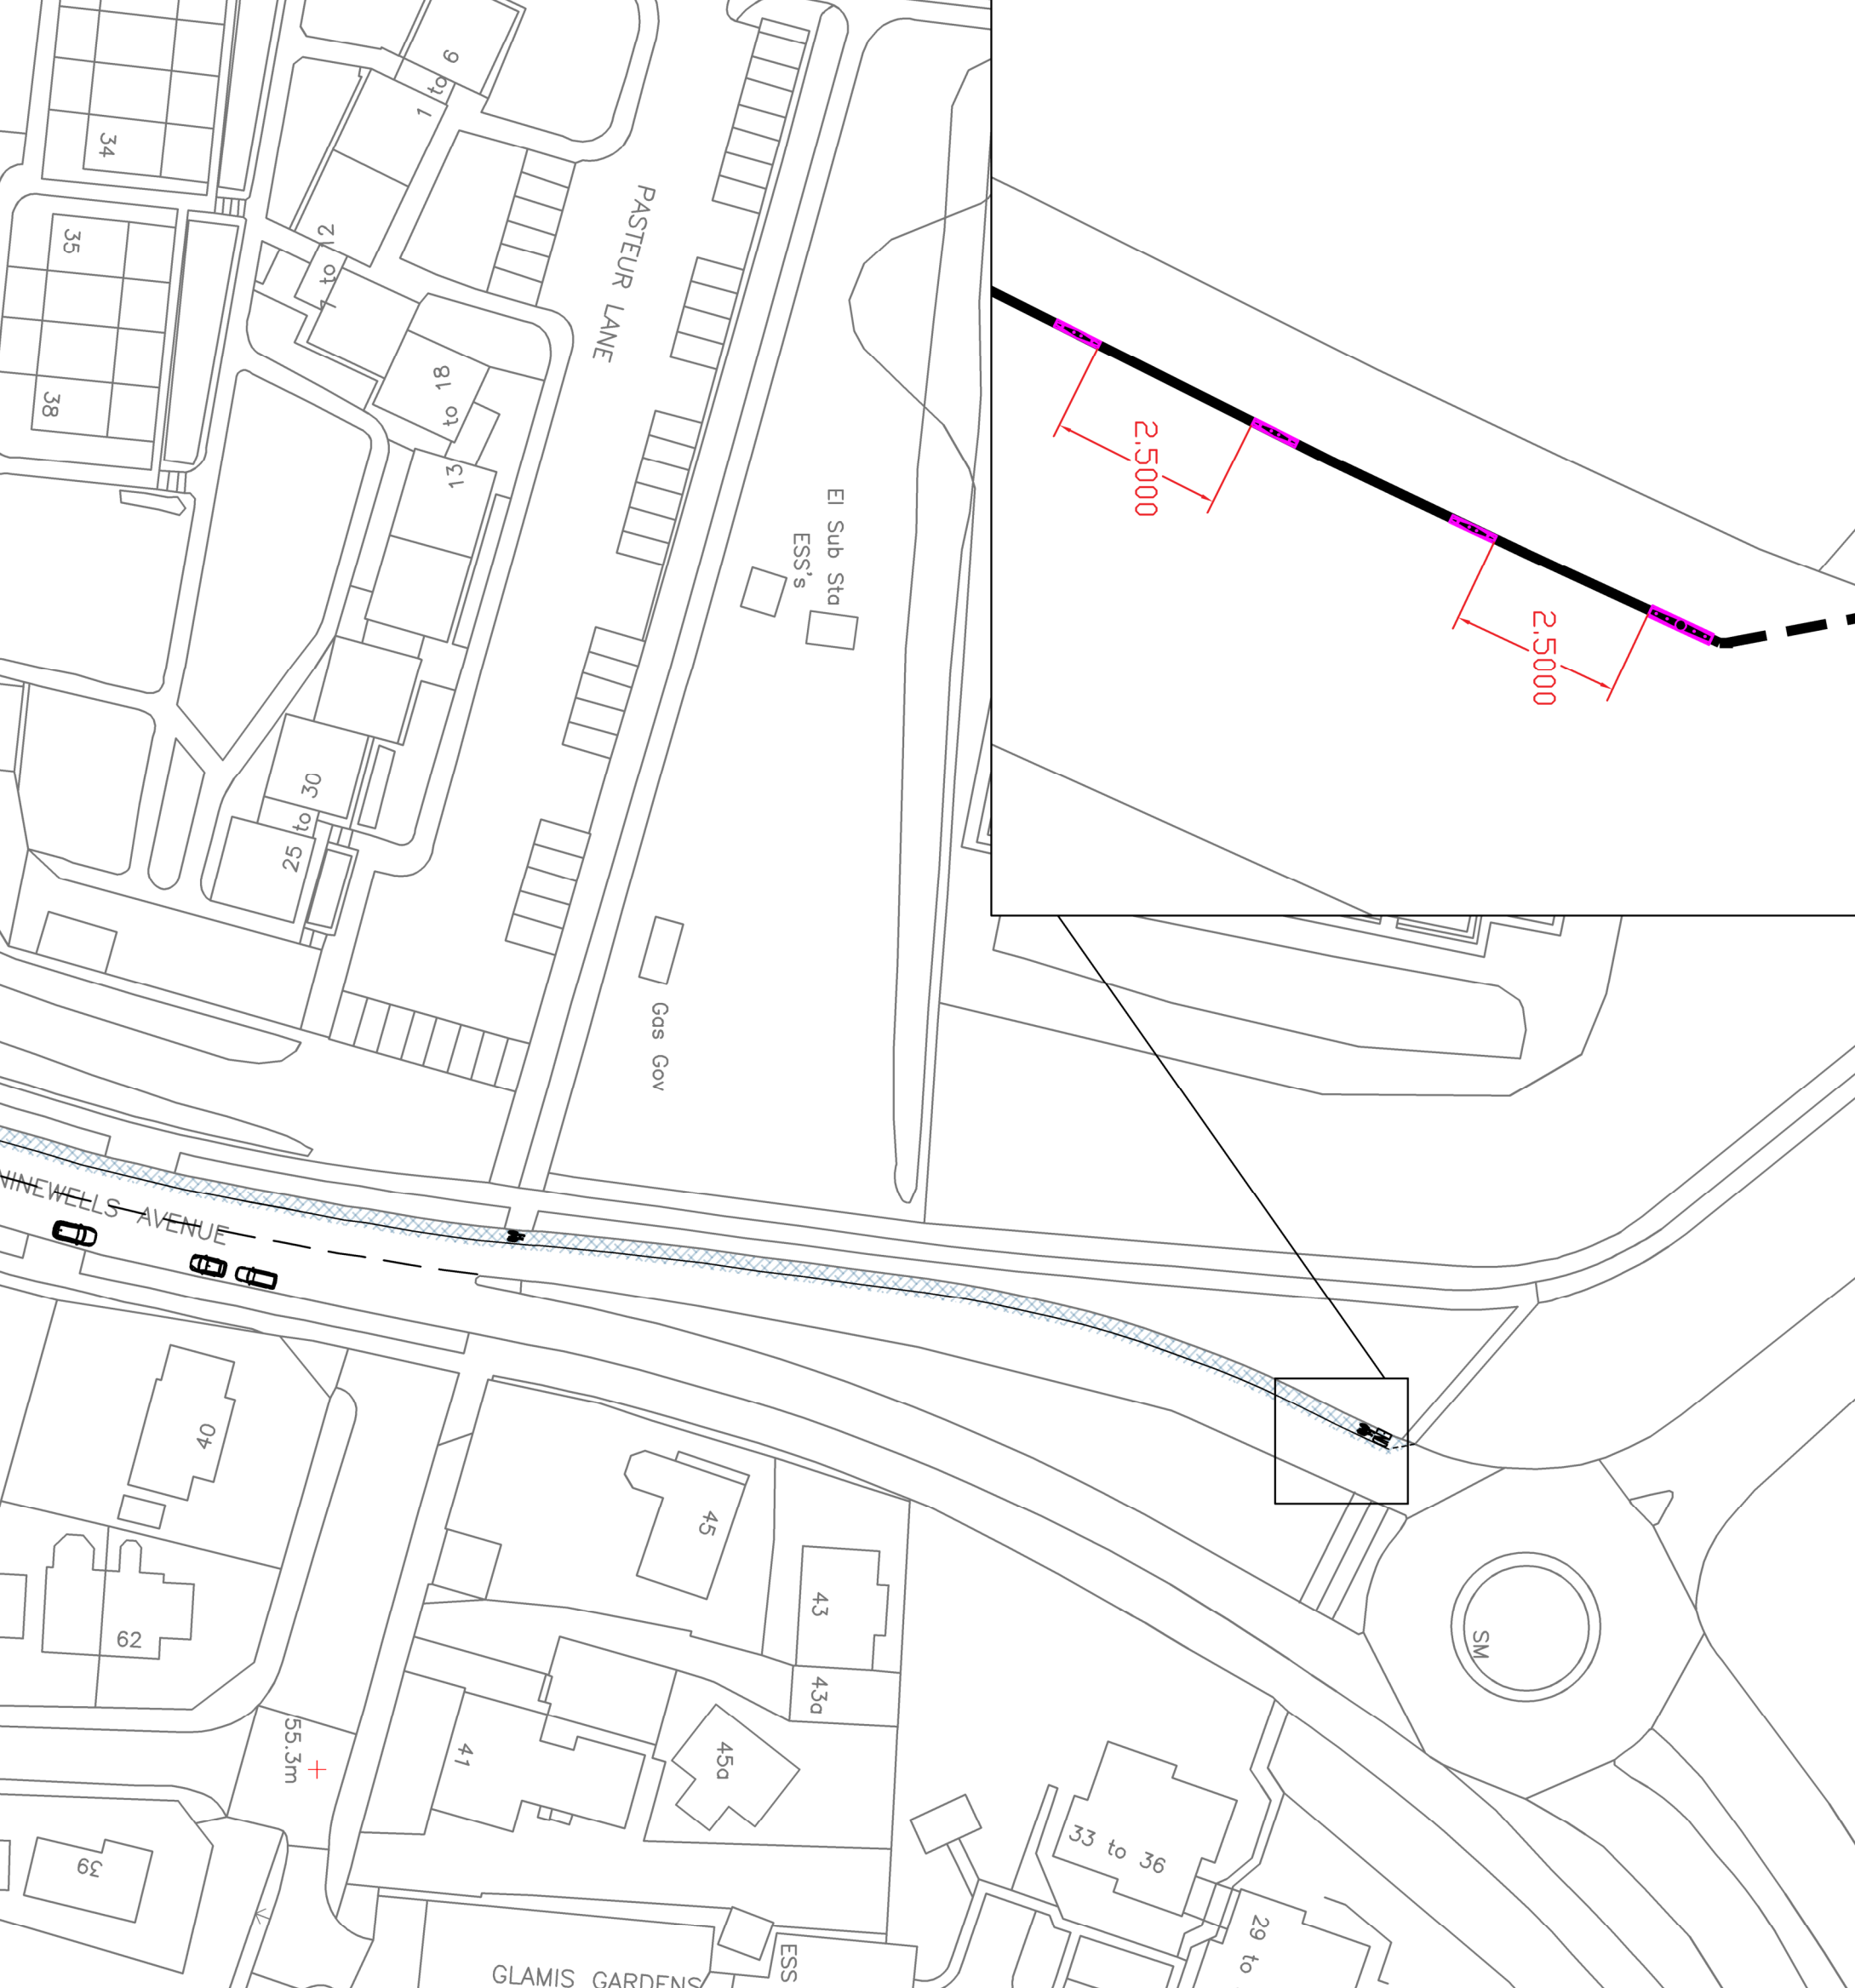 34
35
38
1 to 6
7 to 12
13 to 18
25 to 30
PASTEUR LANE
El Sub Sta
ESS's
Gas Gov
2.5000
2.5000
NINEWELLS AVENUE
40
45
43
43a
62
41
45a
55.3m
39
33 to 36
29 to
SM
ESS
GLAMIS GARDENS